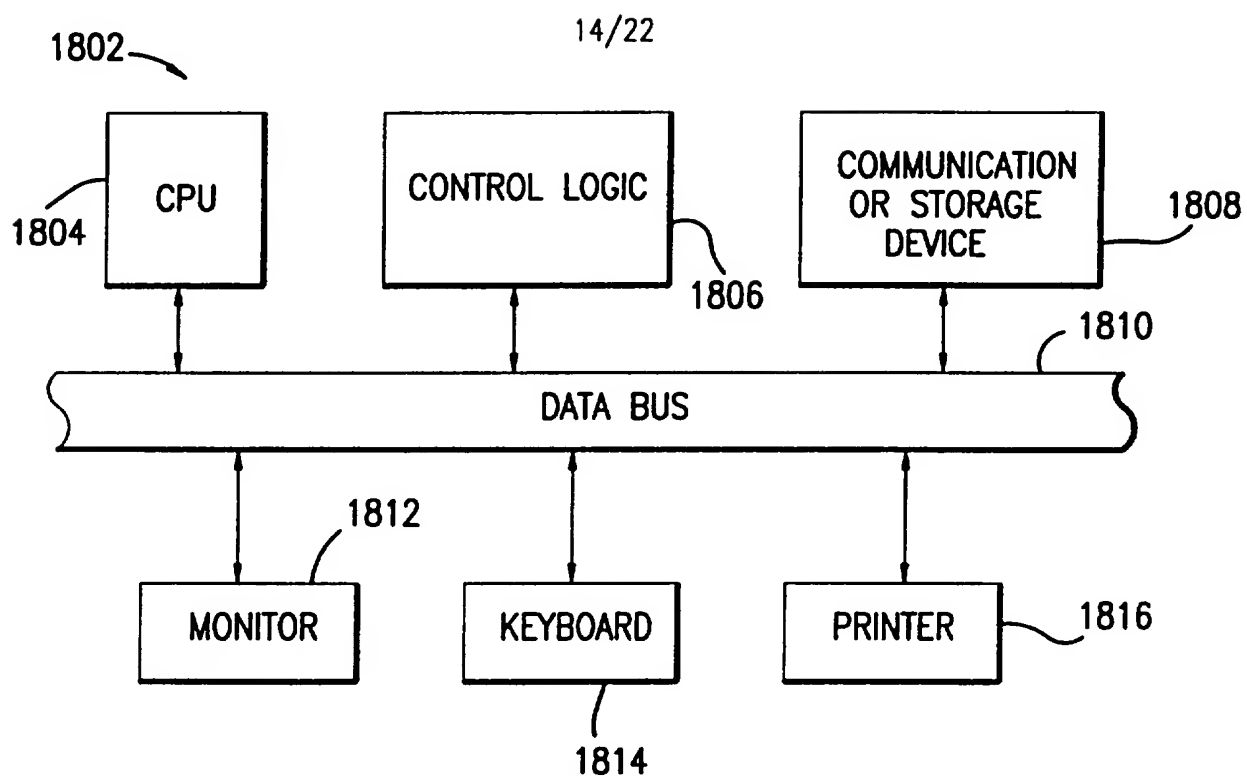 14/22
1802
CPU
1804
CONTROL LOGIC
1806
COMMUNICATION
OR STORAGE
DEVICE
1808
1810
DATA BUS
1812
MONITOR
KEYBOARD
1814
PRINTER
1816